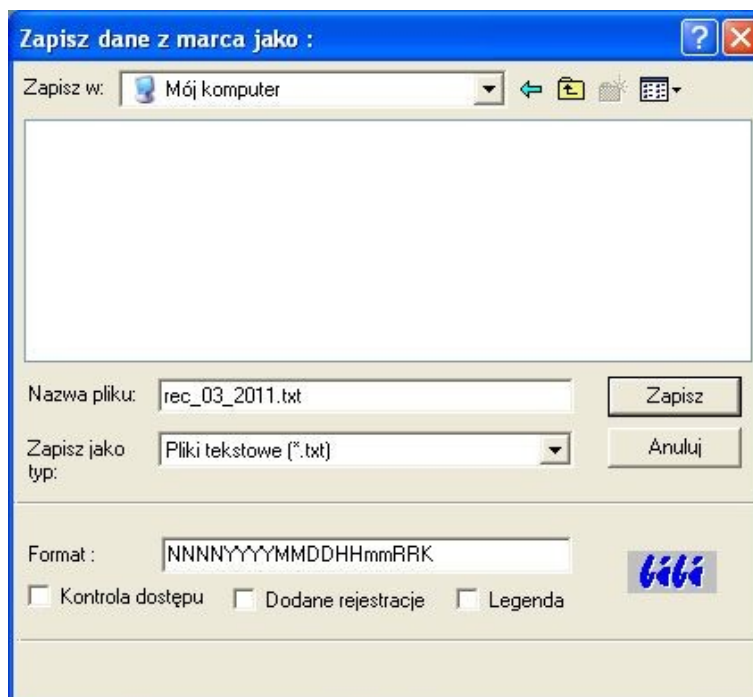 Zapisz dane z marca jako :
Zapisz w: Mój komputer
Nazwa pliku: rec_03_2011.txt Zapisz
Zapisz jako typ: Pliki tekstowe (*.txt) Anuluj
Format : NNNNYYYYMMDDHHmmRRK
bibi
Kontrola dostępu Dodane rejestracje Legenda